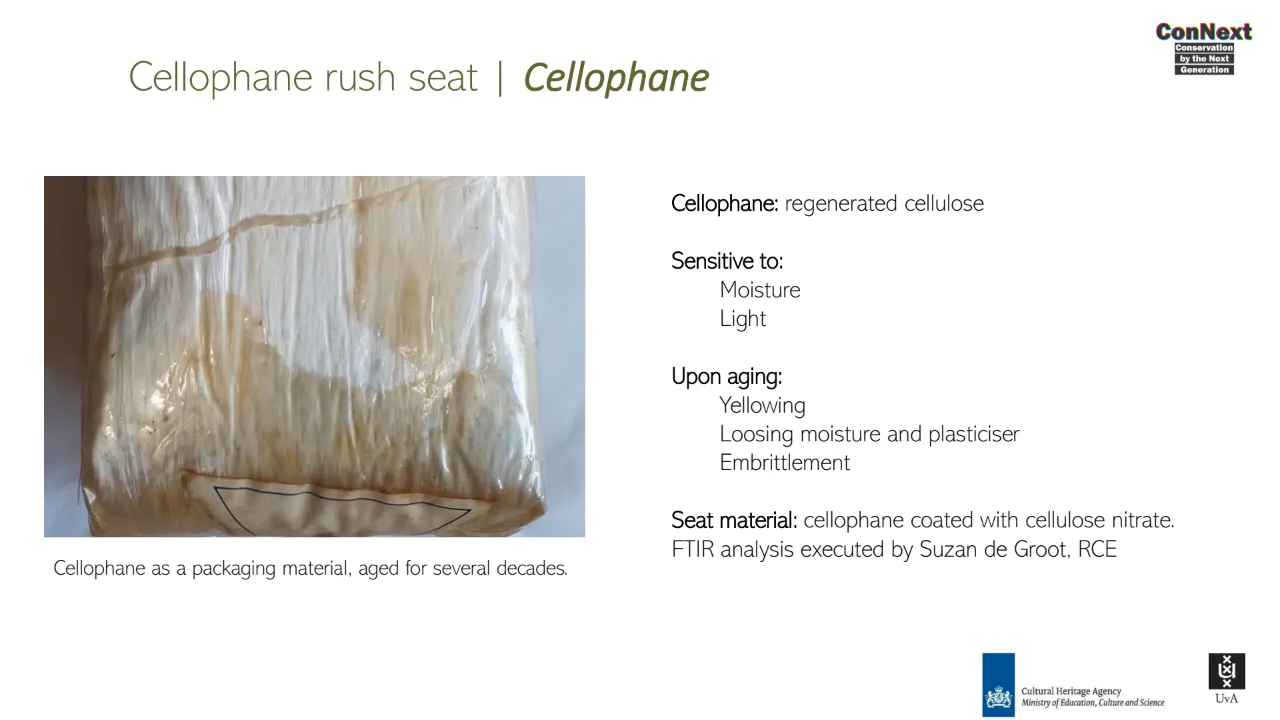 ConNext
Conservation
by the Next
Generation
Cellophane rush seat | Cellophane
Cellophane: regenerated cellulose
Sensitive to:
Moisture
Light
Upon aging:
Yellowing
Loosing moisture and plasticiser
Embrittlement
Seat material: cellophane coated with cellulose nitrate.
FTIR analysis executed by Suzan de Groot, RCE
Cellophane as a packaging material, aged for several decades.
Cultural Heritage Agency
Ministry of Education, Culture and Science
UvA